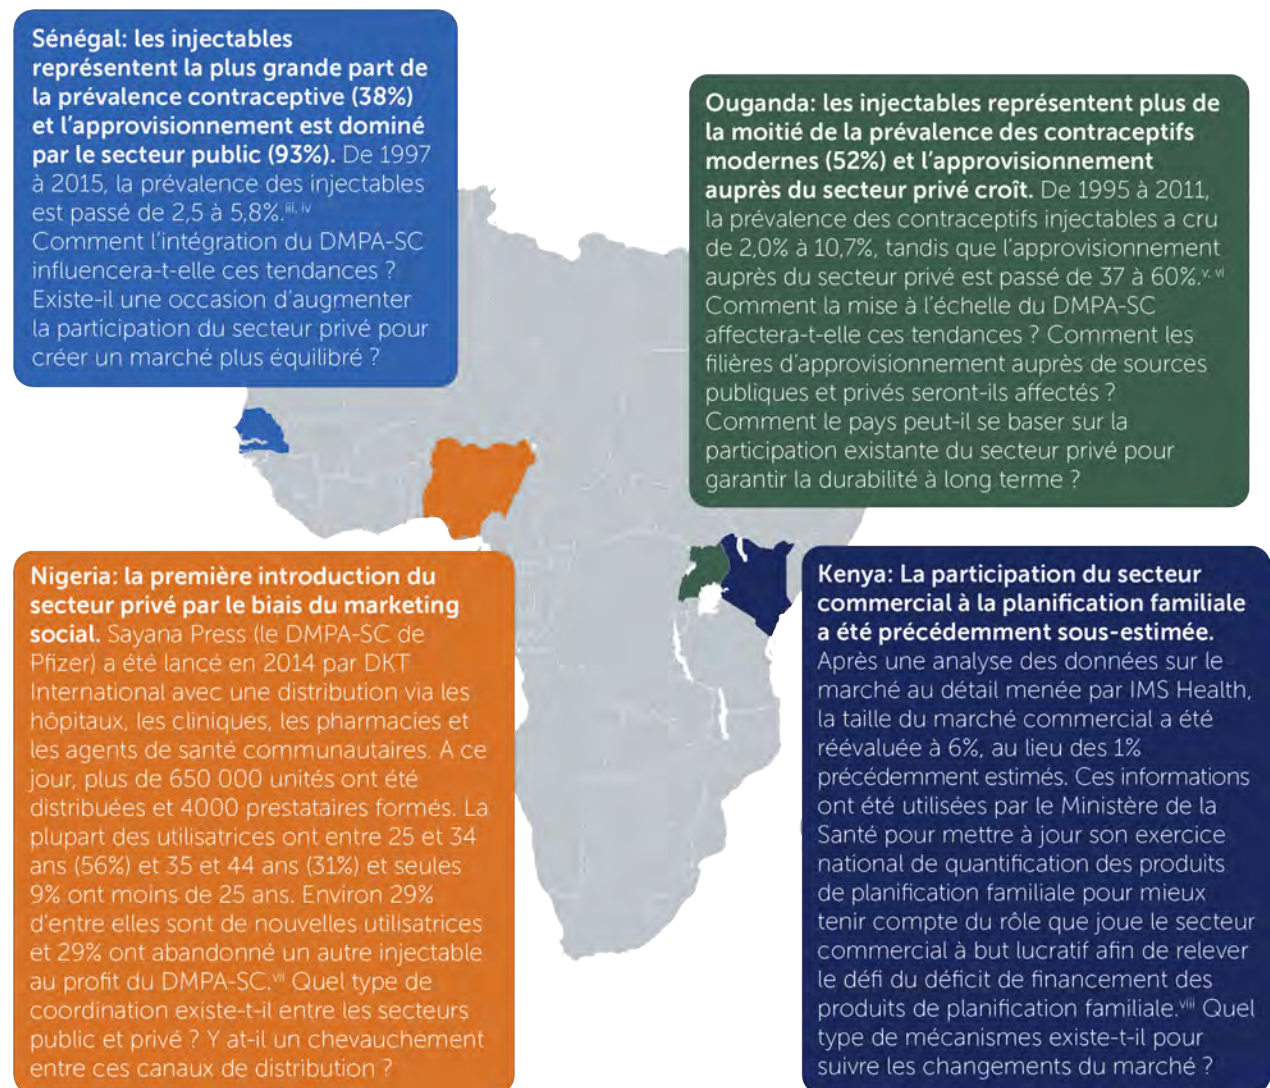 Sénégal: les injectables
représentent la plus grande part de
la prévalence contraceptive (38%)
et l'approvisionnement est dominé
par le secteur public (93%). De 1997
à 2015, la prévalence des injectables
est passé de 2,5 à 5,8%.iii, iv
Comment l'intégration du DMPA-SC
influencera-t-elle ces tendances ?
Existe-il une occasion d'augmenter
la participation du secteur privé pour
créer un marché plus équilibré ?
Ouganda: les injectables représentent plus de
la moitié de la prévalence des contraceptifs
modernes (52%) et l'approvisionnement
auprès du secteur privé croît. De 1995 à 2011,
la prévalence des contraceptifs injectables a cru
de 2,0% à 10,7%, tandis que l'approvisionnement
auprès du secteur privé est passé de 37 à 60%.v, vi
Comment la mise à l'échelle du DMPA-SC
affectera-t-elle ces tendances ? Comment les
filières d'approvisionnement auprès de sources
publiques et privés seront-ils affectés ?
Comment le pays peut-il se baser sur la
participation existante du secteur privé pour
garantir la durabilité à long terme ?
Nigeria: la première introduction du
secteur privé par le biais du marketing
social. Sayana Press (le DMPA-SC de
Pfizer) a été lancé en 2014 par DKT
International avec une distribution via les
hôpitaux, les cliniques, les pharmacies et
les agents de santé communautaires. A ce
jour, plus de 650 000 unités ont été
distribuées et 4000 prestataires formés. La
plupart des utilisatrices ont entre 25 et 34
ans (56%) et 35 et 44 ans (31%) et seules
9% ont moins de 25 ans. Environ 29%
d'entre elles sont de nouvelles utilisatrices
et 29% ont abandonné un autre injectable
au profit du DMPA-SC.vii Quel type de
coordination existe-t-il entre les secteurs
public et privé ? Y at-il un chevauchement
entre ces canaux de distribution ?
Kenya: La participation du secteur
commercial à la planification familiale
a été précédemment sous-estimée.
Après une analyse des données sur le
marché au détail menée par IMS Health,
la taille du marché commercial a été
réévaluée à 6%, au lieu des 1%
précédemment estimés. Ces informations
ont été utilisées par le Ministère de la
Santé pour mettre à jour son exercice
national de quantification des produits
de planification familiale pour mieux
tenir compte du rôle que joue le secteur
commercial à but lucratif afin de relever
le défi du déficit de financement des
produits de planification familiale.viii Quel
type de mécanismes existe-t-il pour
suivre les changements du marché ?